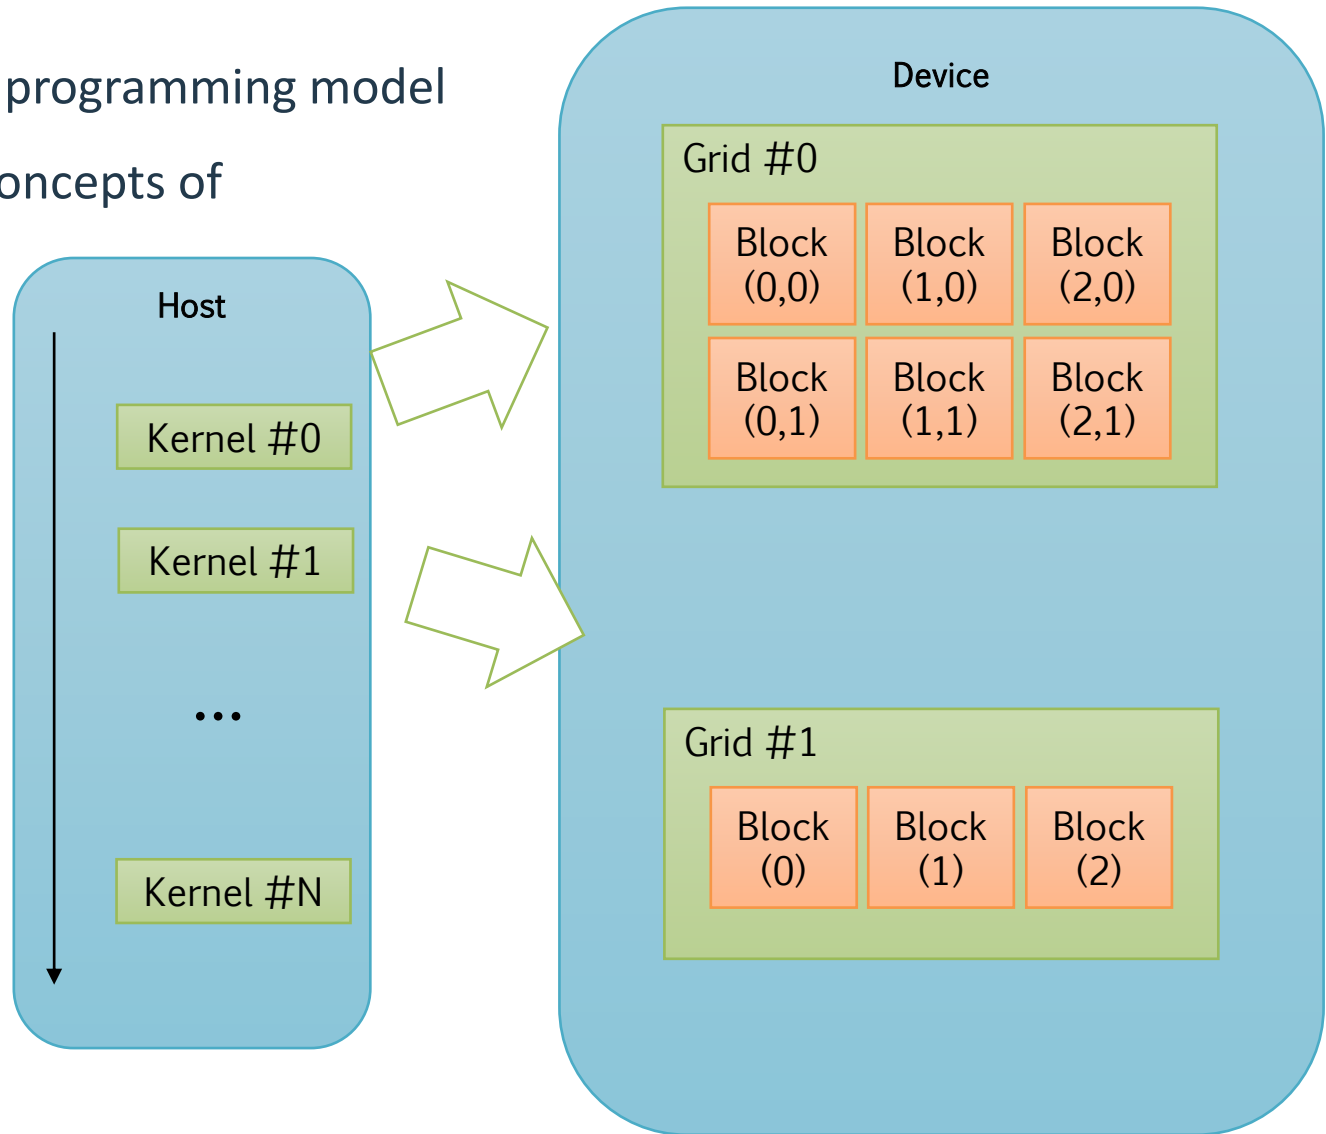 programming model
oncepts of
Host
Kernel #0
Kernel #1
...
Kernel #N
Device
Grid #0
Block
(0,0)
Block
(1,0)
Block
(2,0)
Block
(0,1)
Block
(1,1)
Block
(2,1)
Grid #1
Block
(0)
Block
(1)
Block
(2)